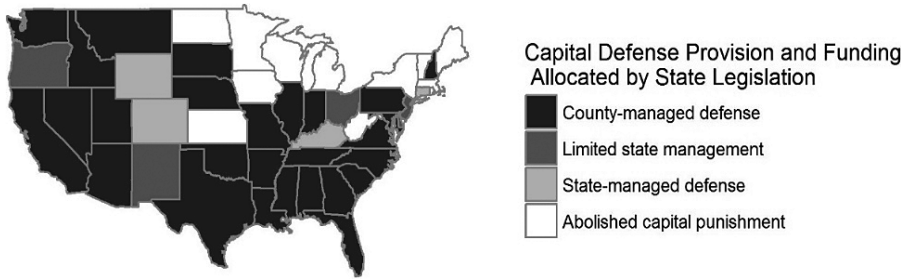 Capital Defense Provision and Funding
Allocated by State Legislation
County-managed defense
Limited state management
State-managed defense
Abolished capital punishment